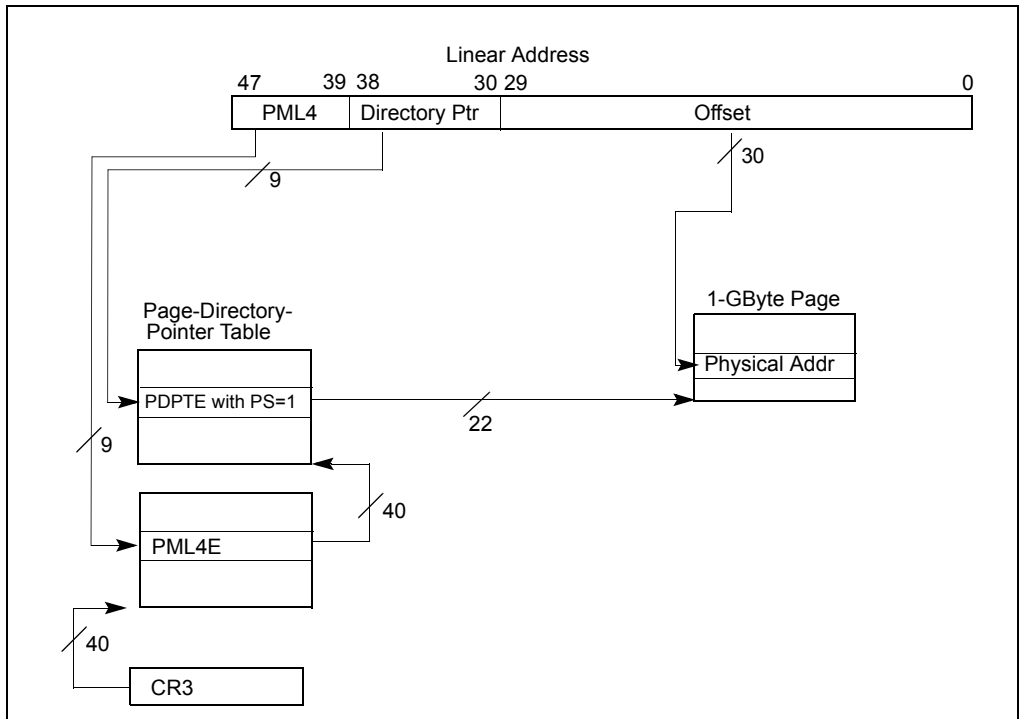 Linear Address
47 39 38 30 29 0
PML4 Directory Ptr Offset
9
30
Page-Directory-
Pointer Table
1-GByte Page
Physical Addr
PDPTE with PS=1
22
9
40
PML4E
40
CR3